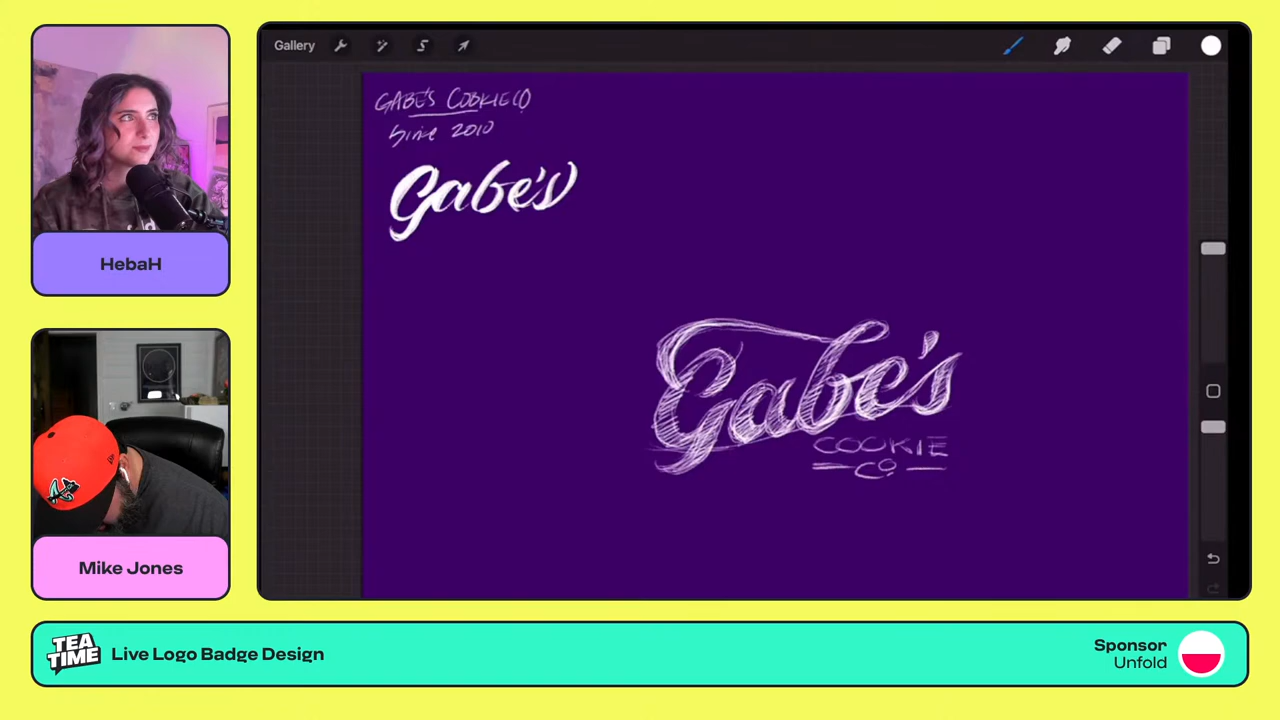 Gallery
GABE'S COOKIE CO
Since 2010
Gabe's
Gabe's
COOKIE
CO
HebaH
Mike Jones
TEA
TIME
Live Logo Badge Design
Sponsor
Unfold